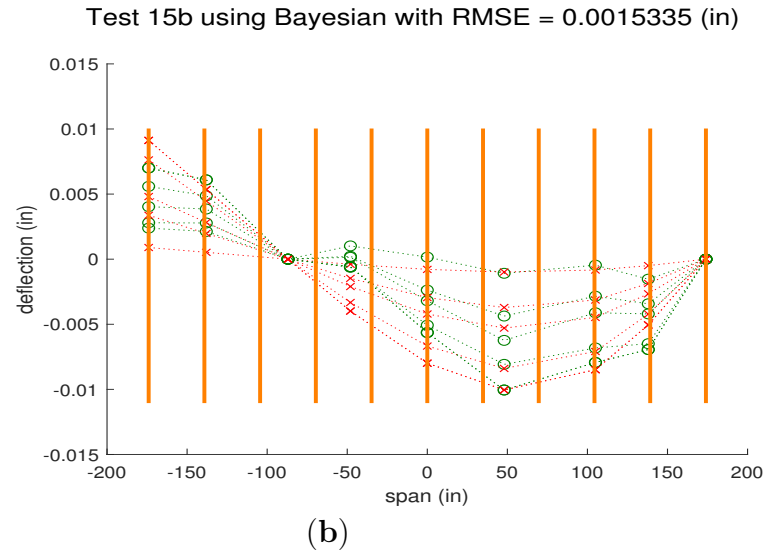 Test 15b using Bayesian with RMSE = 0.0015335 (in)
0.015
0.01
0.005
0
-0.005
-0.01
-0.015
deflection (in)
-200 -150 -100 -50 0 50 100 150 200
span (in)
(b)